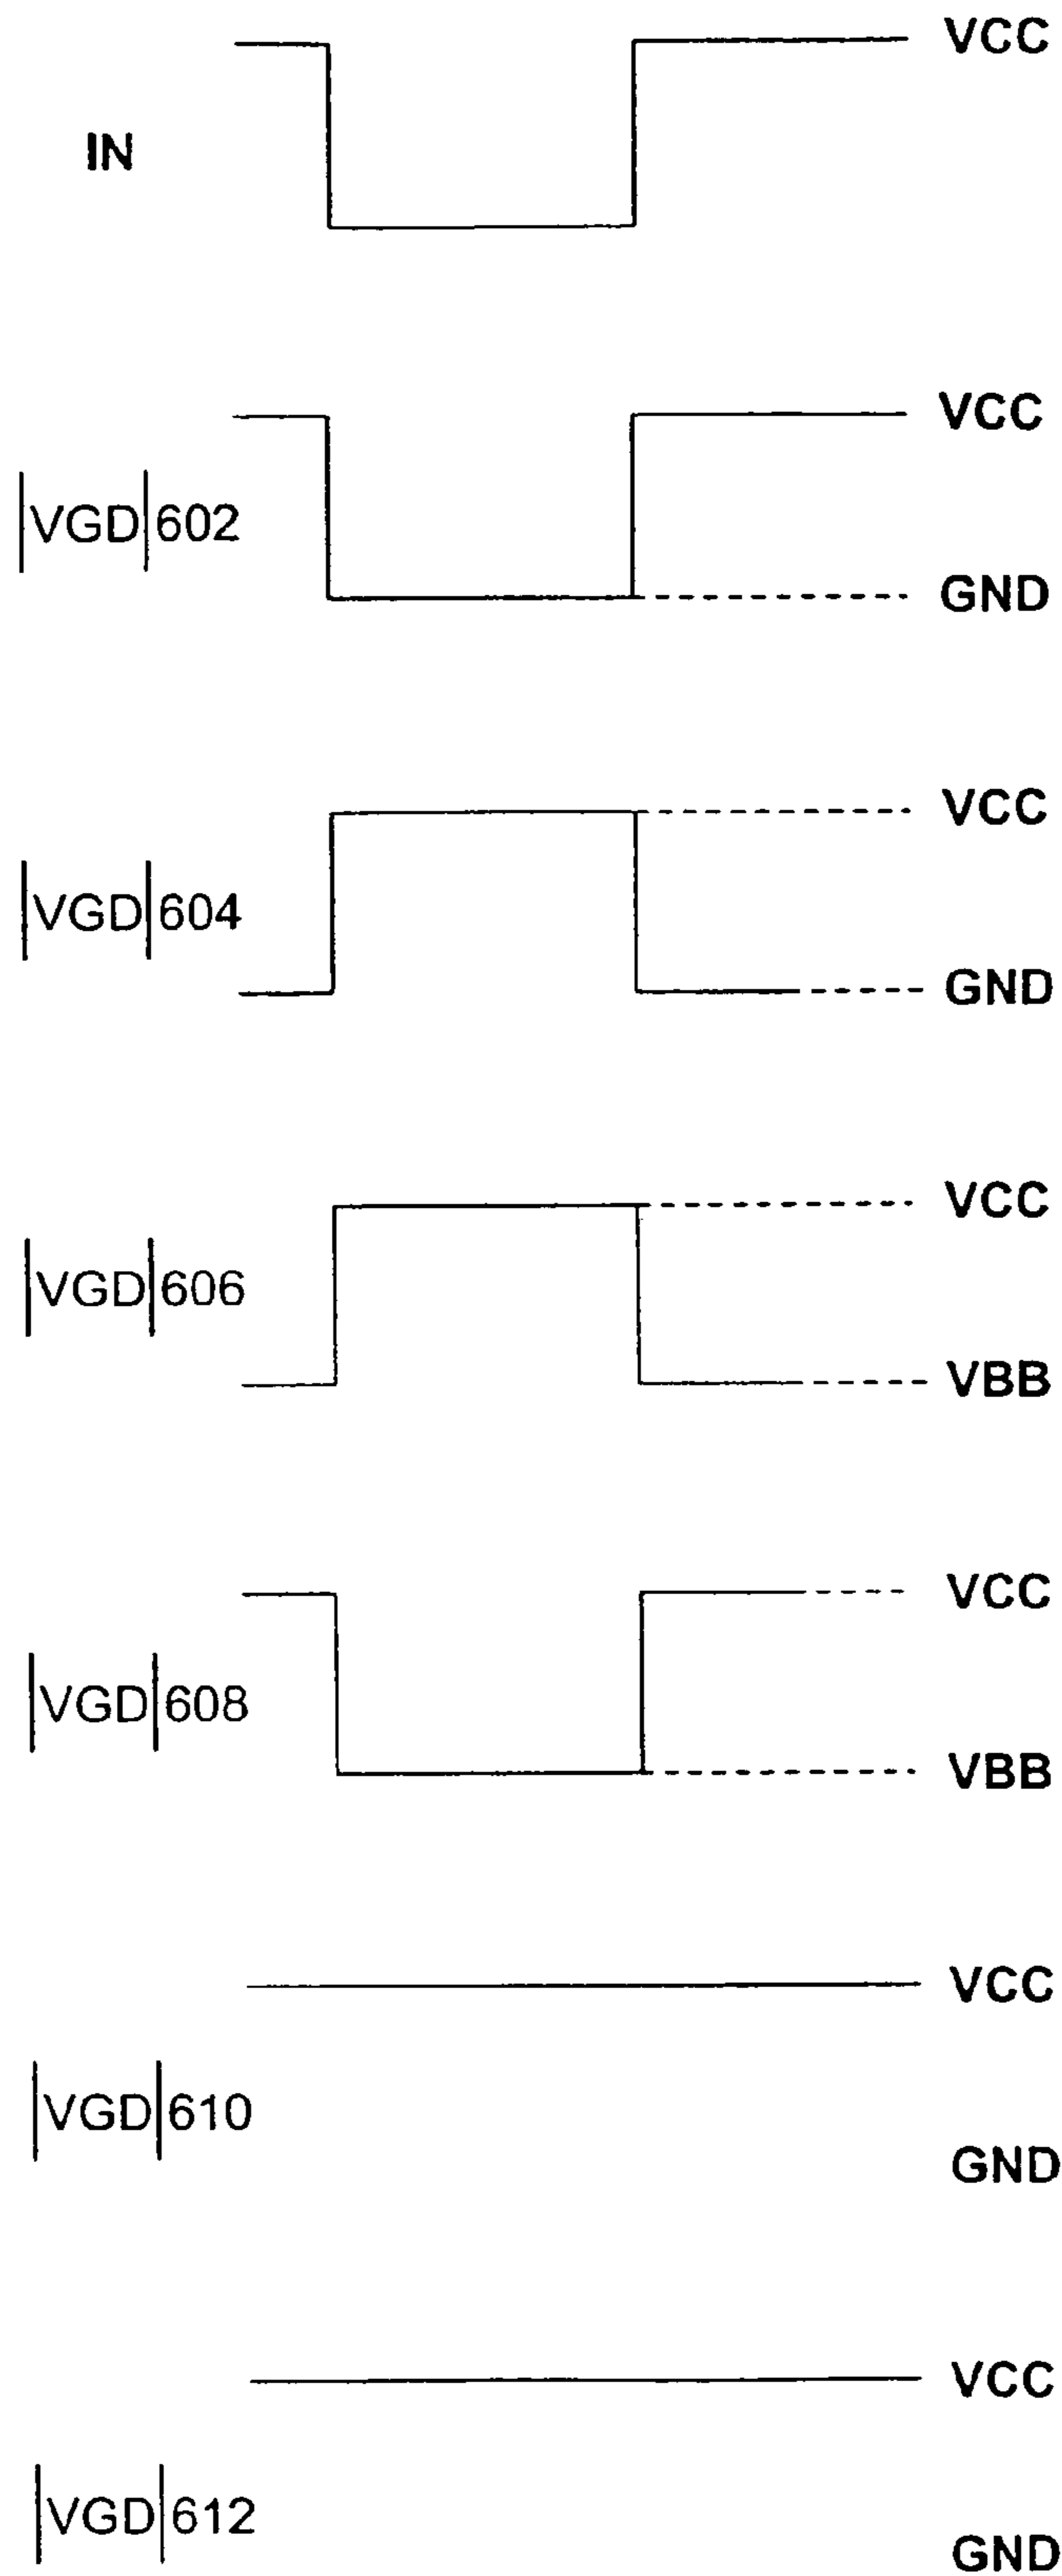 VCC
IN
VCC
|VGD|602
GND
VCC
|VGD|604
GND
VCC
|VGD|606
VBB
VCC
|VGD|608
VBB
VCC
|VGD|610
GND
VCC
|VGD|612
GND